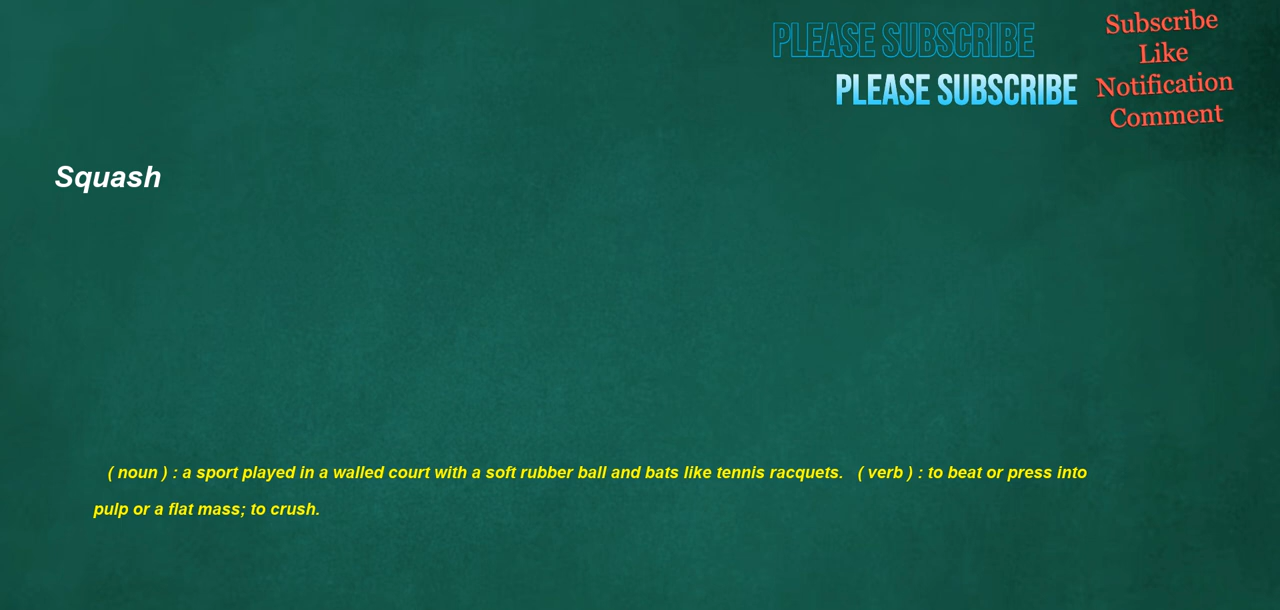 PLEASE SUBSCRIBE
PLEASE SUBSCRIBE
Subscribe
Like
Notification
Comment
Squash
( noun ) : a sport played in a walled court with a soft rubber ball and bats like tennis racquets. ( verb ) : to beat or press into
pulp or a flat mass; to crush.